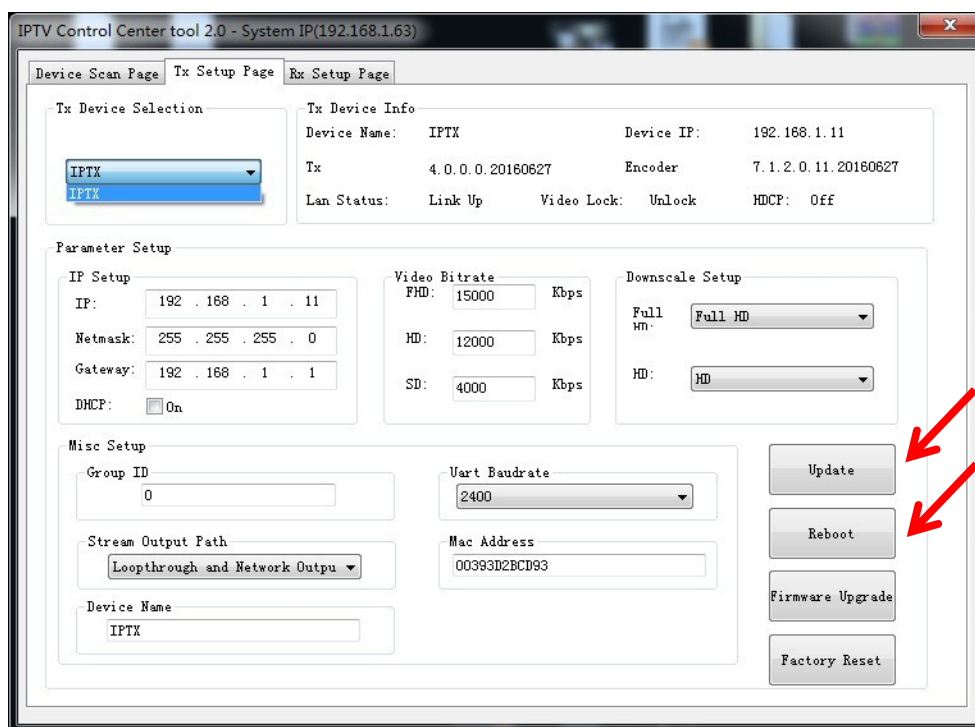 IPTV Control Center tool 2.0 - System IP(192.168.1.63)
Device Scan Page Tx Setup Page Rx Setup Page
Tx Device Selection
IPTX
IPTX
Tx Device Info
Device Name: IPTX Device IP: 192.168.1.11
Tx 4.0.0.0.20160627 Encoder 7.1.2.0.11.20160627
Lan Status: Link Up Video Lock: Unlock HDCP: Off
Parameter Setup
IP Setup
IP: 192 . 168 . 1 . 11
Netmask: 255 . 255 . 255 . 0
Gateway: 192 . 168 . 1 . 1
DHCP: On
Video Bitrate
FHD: 15000 Kbps
HD: 12000 Kbps
SD: 4000 Kbps
Downscale Setup
Full
HD: Full HD
HD: HD
Misc Setup
Group ID
0
Uart Baudrate
2400
Stream Output Path
Loopthrough and Network Outpu
Mac Address
00393D2BCD93
Device Name
IPTX
Update
Reboot
Firmware Upgrade
Factory Reset